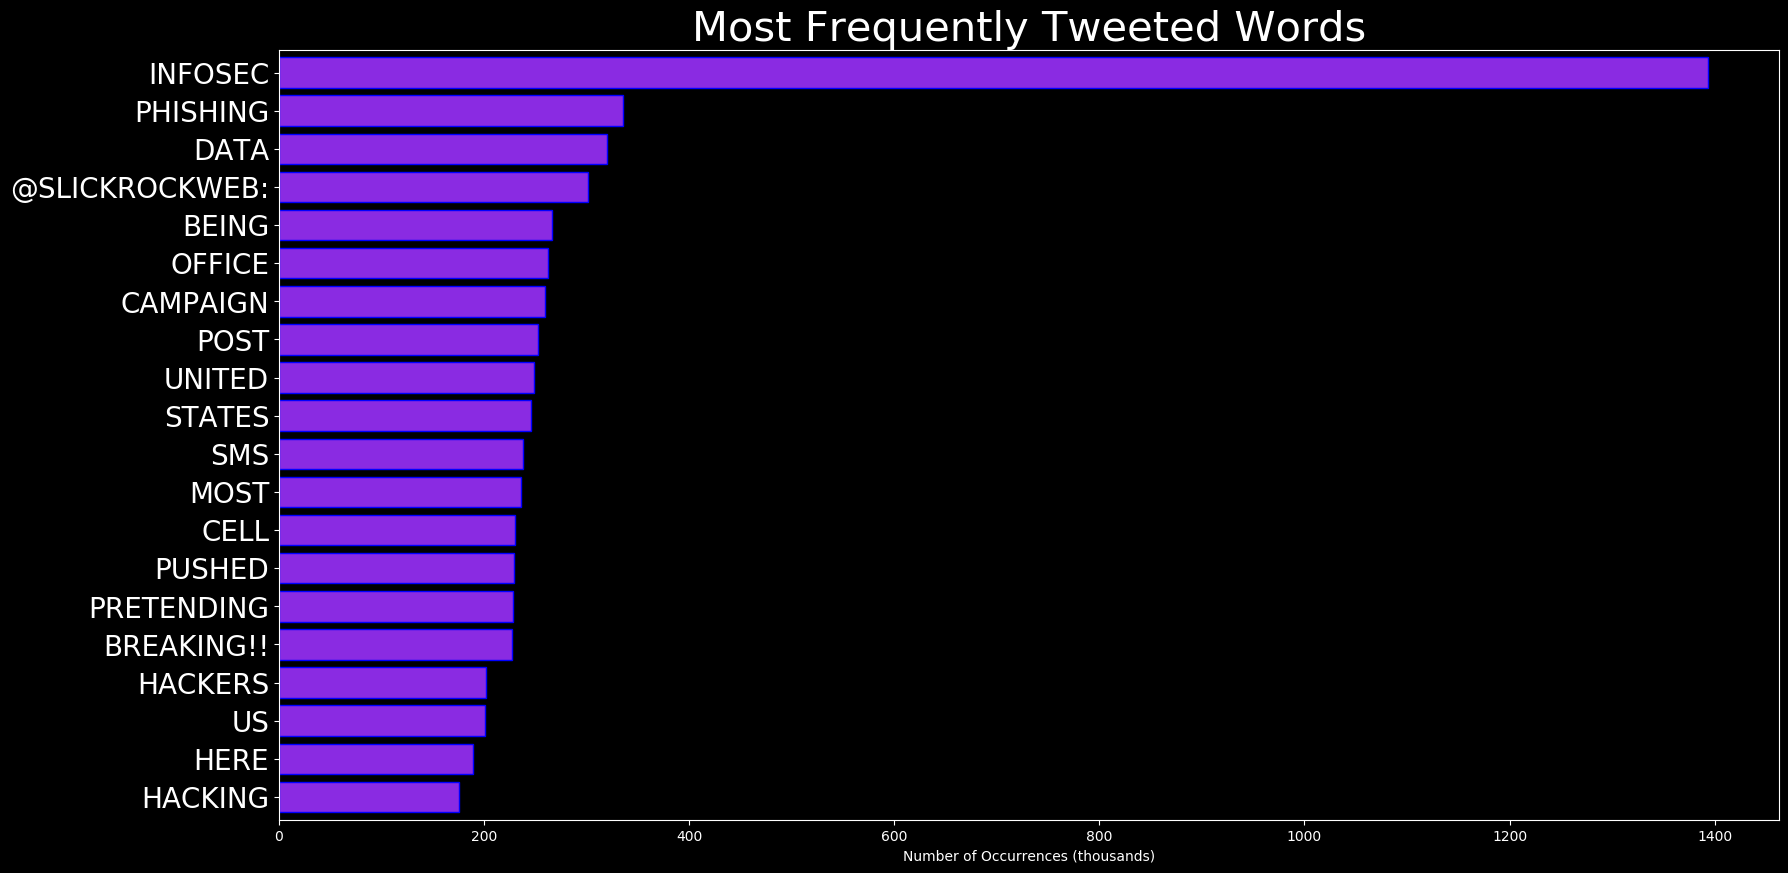 Most Frequently Tweeted Words
INFOSEC
PHISHING
DATA
@SLICKROCKWEB:
BEING
OFFICE
CAMPAIGN
POST
UNITED
STATES
SMS
MOST
CELL
PUSHED
PRETENDING
BREAKING!!
HACKERS
US
HERE
HACKING
0 200 400 600 800 1000 1200 1400
Number of Occurrences (thousands)